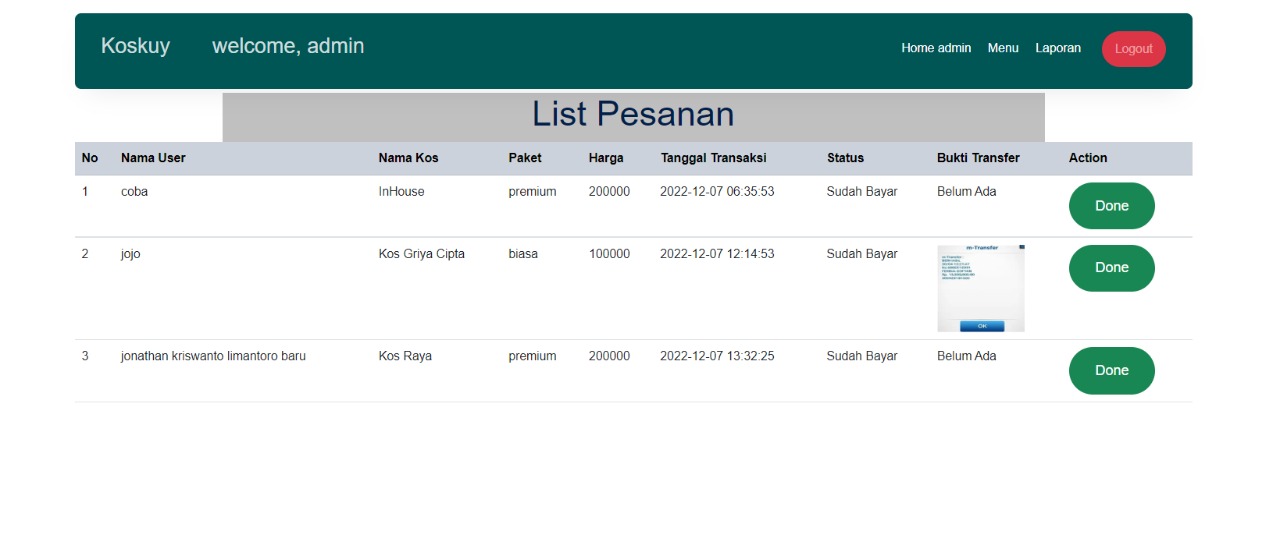 Koskuy welcome, admin Home admin Menu Laporan Logout
List Pesanan
No Nama User Nama Kos Paket Harga Tanggal Transaksi Status Bukti Transfer Action
1 coba InHouse premium 200000 2022-12-07 06:35:53 Sudah Bayar Belum Ada Done
2 jojo Kos Griya Cipta biasa 100000 2022-12-07 12:14:53 Sudah Bayar Done
m-Transfer
OK
3 jonathan kriswanto limantoro baru Kos Raya premium 200000 2022-12-07 13:32:25 Sudah Bayar Belum Ada Done